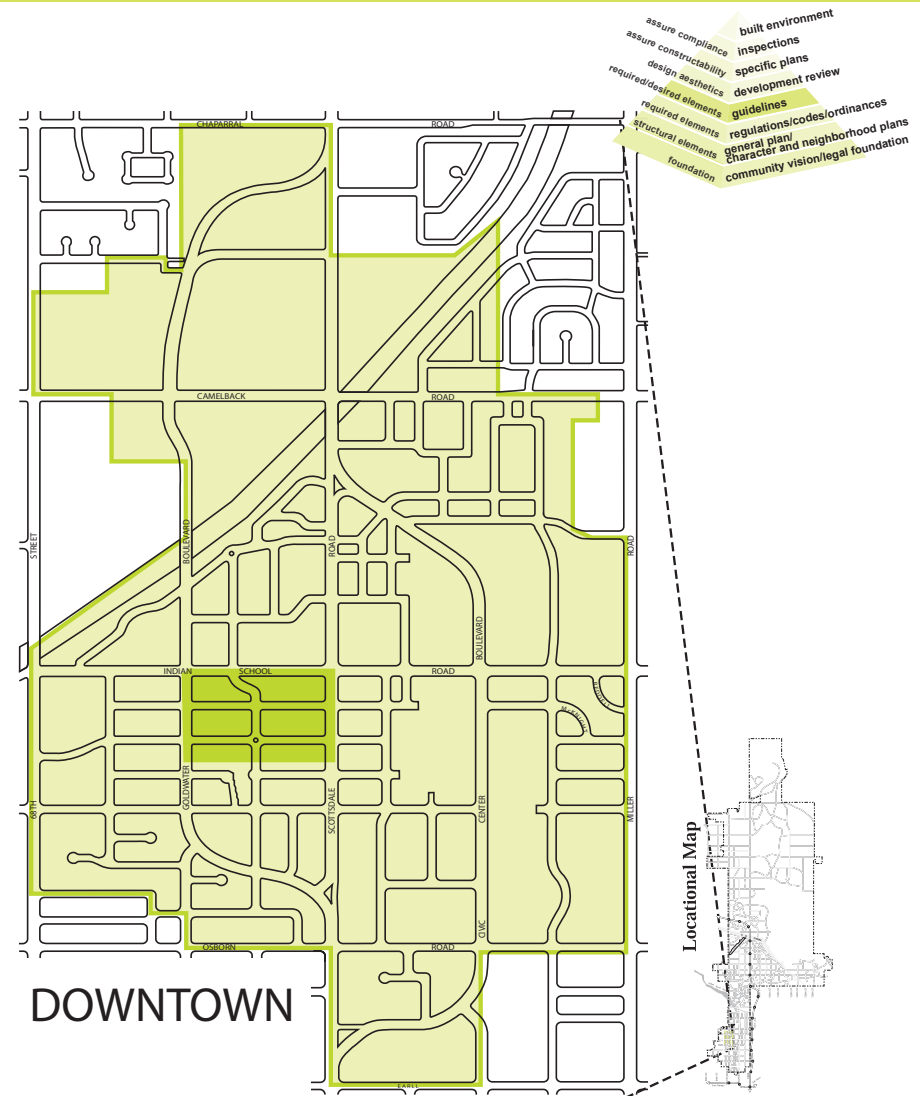 assure compliance built environment
assure constructability inspections
design aesthetics specific plans
required/desired elements development review
required elements guidelines
structural elements regulations/codes/ordinances
foundation general plan/
character and neighborhood plans
community vision/legal foundation
CHAPARRAL ROAD
CAMELBACK ROAD
STREET
BOULEVARD
ROAD
BOULEVARD
ROAD
INDIAN SCHOOL ROAD
McKNIGHT
68TH
GOLDWATER
SCOTTSDALE
CENTER
MILLER
CIVIC
OSBORN ROAD
EARLL
DOWNTOWN
Locational Map